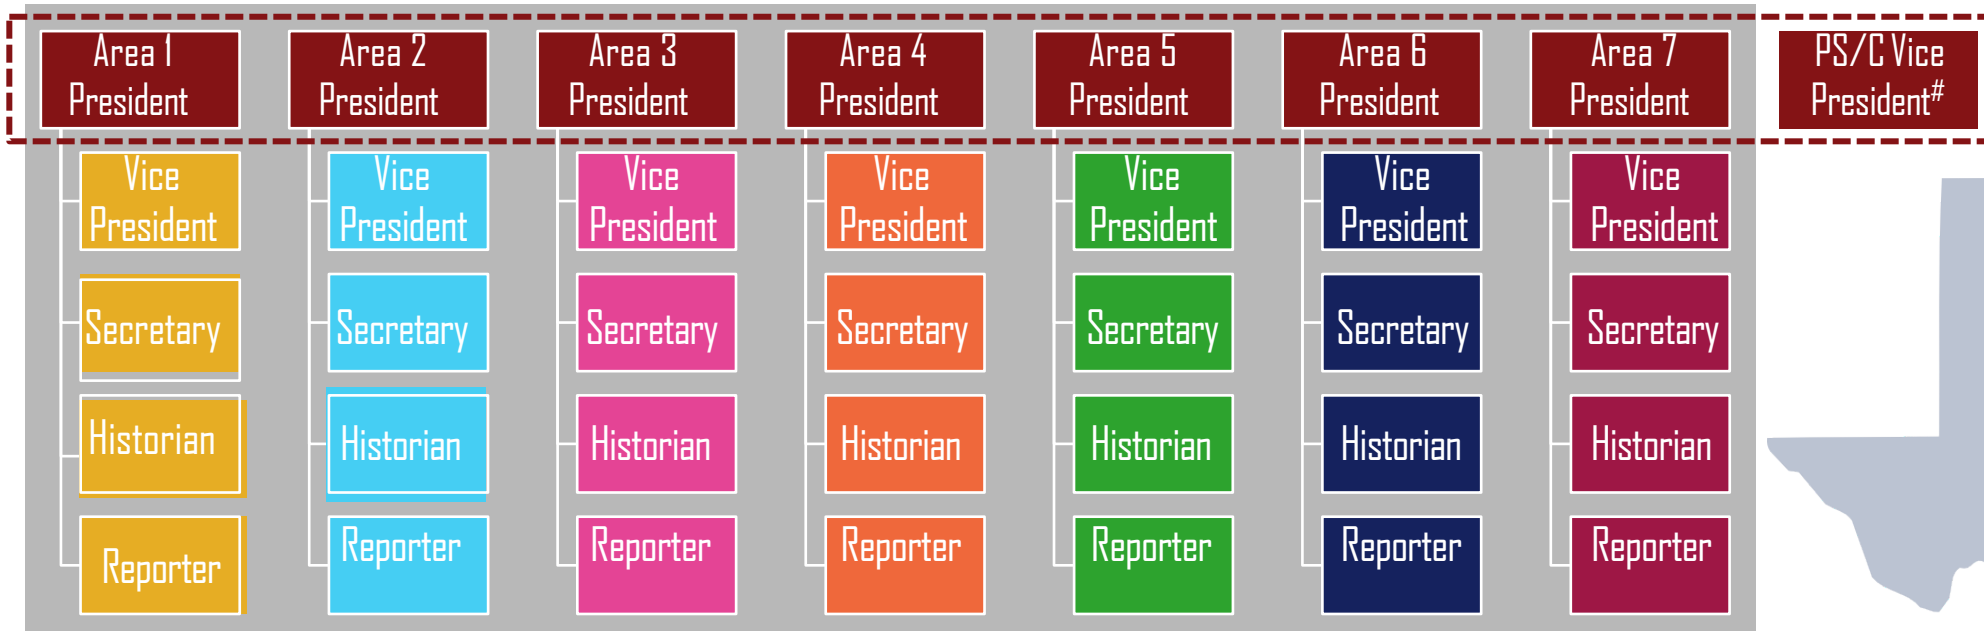 Area 1
President
Area 2
President
Area 3
President
Area 4
President
Area 5
President
Area 6
President
Area 7
President
PS/C Vice
President#
Vice
President
Vice
President
Vice
President
Vice
President
Vice
President
Vice
President
Vice
President
Secretary
Secretary
Secretary
Secretary
Secretary
Secretary
Secretary
Historian
Historian
Historian
Historian
Historian
Historian
Historian
Reporter
Reporter
Reporter
Reporter
Reporter
Reporter
Reporter